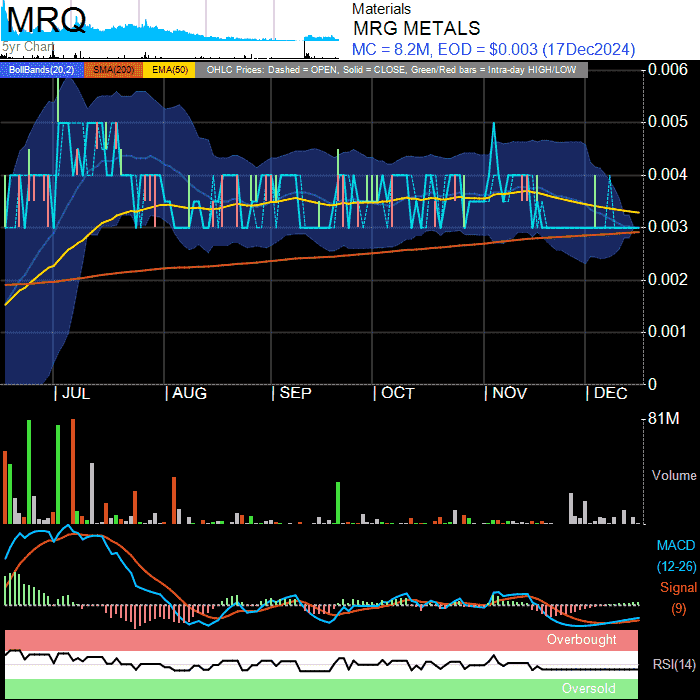 MRQ
5yr Chart
Materials
MRG METALS
MC = 8.2M, EOD = $0.003 (17Dec2024)
BollBands(20,2) SMA(200) EMA(50) OHLC Prices: Dashed = OPEN, Solid = CLOSE, Green/Red bars = Intra-day HIGH/LOW
0.006
0.005
0.004
0.003
0.002
0.001
0
| JUL | AUG | SEP | OCT | NOV | DEC
81M
Volume
MACD
(12-26)
Signal
(9)
Overbought
RSI(14)
Oversold